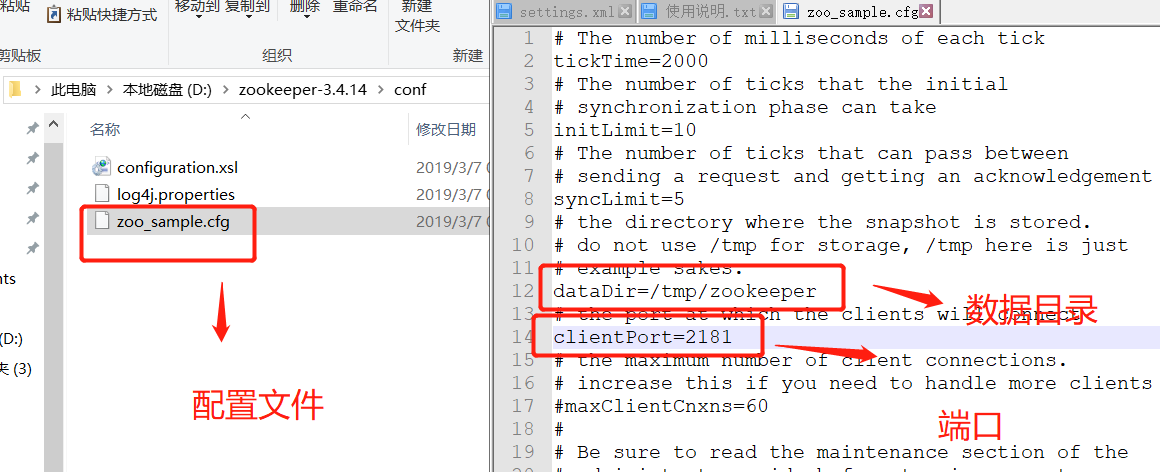 粘贴
粘贴快捷方式
移动到
复制到
删除
重命名
新建
文件夹
剪贴板
组织
新建
此电脑 > 本地磁盘 (D:) > zookeeper-3.4.14 > conf
名称
修改日期
configuration.xsl
2019/3/7
log4j.properties
2019/3/7
zoo_sample.cfg
2019/3/7
nts
(D:)
夹 (3)
配置文件
settings.xml
使用说明.txt
zoo_sample.cfg
1 # The number of milliseconds of each tick
2 tickTime=2000
3 # The number of ticks that the initial
4 # synchronization phase can take
5 initLimit=10
6 # The number of ticks that can pass between
7 # sending a request and getting an acknowledgement
8 syncLimit=5
9 # the directory where the snapshot is stored.
10 # do not use /tmp for storage, /tmp here is just
11 # example sakes.
12 dataDir=/tmp/zookeeper
13 # the port at which the clients will connect
14 clientPort=2181
15 # the maximum number of client connections.
16 # increase this if you need to handle more clients
17 #maxClientCnxns=60
18 #
19 # Be sure to read the maintenance section of the
数据目录
端口